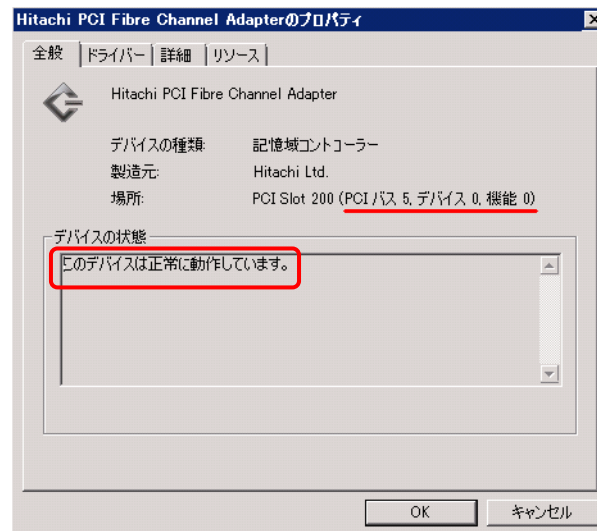 Hitachi PCI Fibre Channel Adapterのプロパティ
全般 ドライバー 詳細 リソース
Hitachi PCI Fibre Channel Adapter
デバイスの種類: 記憶域コントローラー
製造元: Hitachi Ltd.
場所: PCI Slot 200 (PCI バス 5, デバイス 0, 機能 0)
デバイスの状態
このデバイスは正常に動作しています。
OK キャンセル